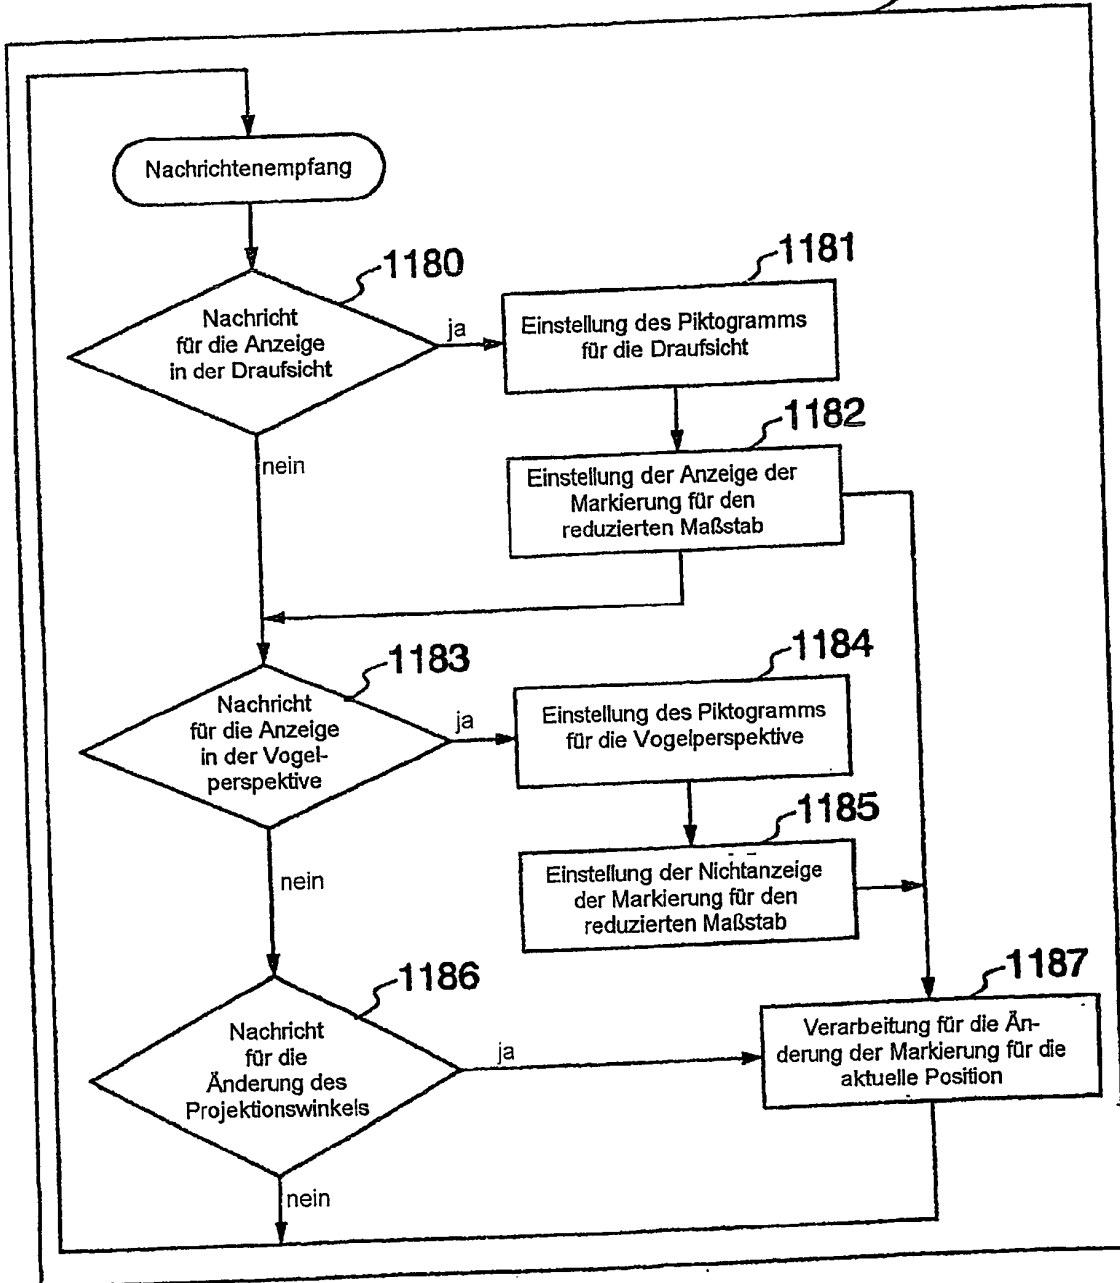 Nachrichtenempfang
1180
Nachricht
für die Anzeige
in der Draufsicht
ja
1181
Einstellung des Piktogramms
für die Draufsicht
nein
1182
Einstellung der Anzeige der
Markierung für den
reduzierten Maßstab
1183
Nachricht
für die Anzeige
in der Vogel-
perspektive
ja
1184
Einstellung des Piktogramms
für die Vogelperspektive
nein
1185
Einstellung der Nichtanzeige
der Markierung für den
reduzierten Maßstab
1186
Nachricht
für die
Änderung des
Projektionswinkels
ja
1187
Verarbeitung für die Än-
derung der Markierung für die
aktuelle Position
nein